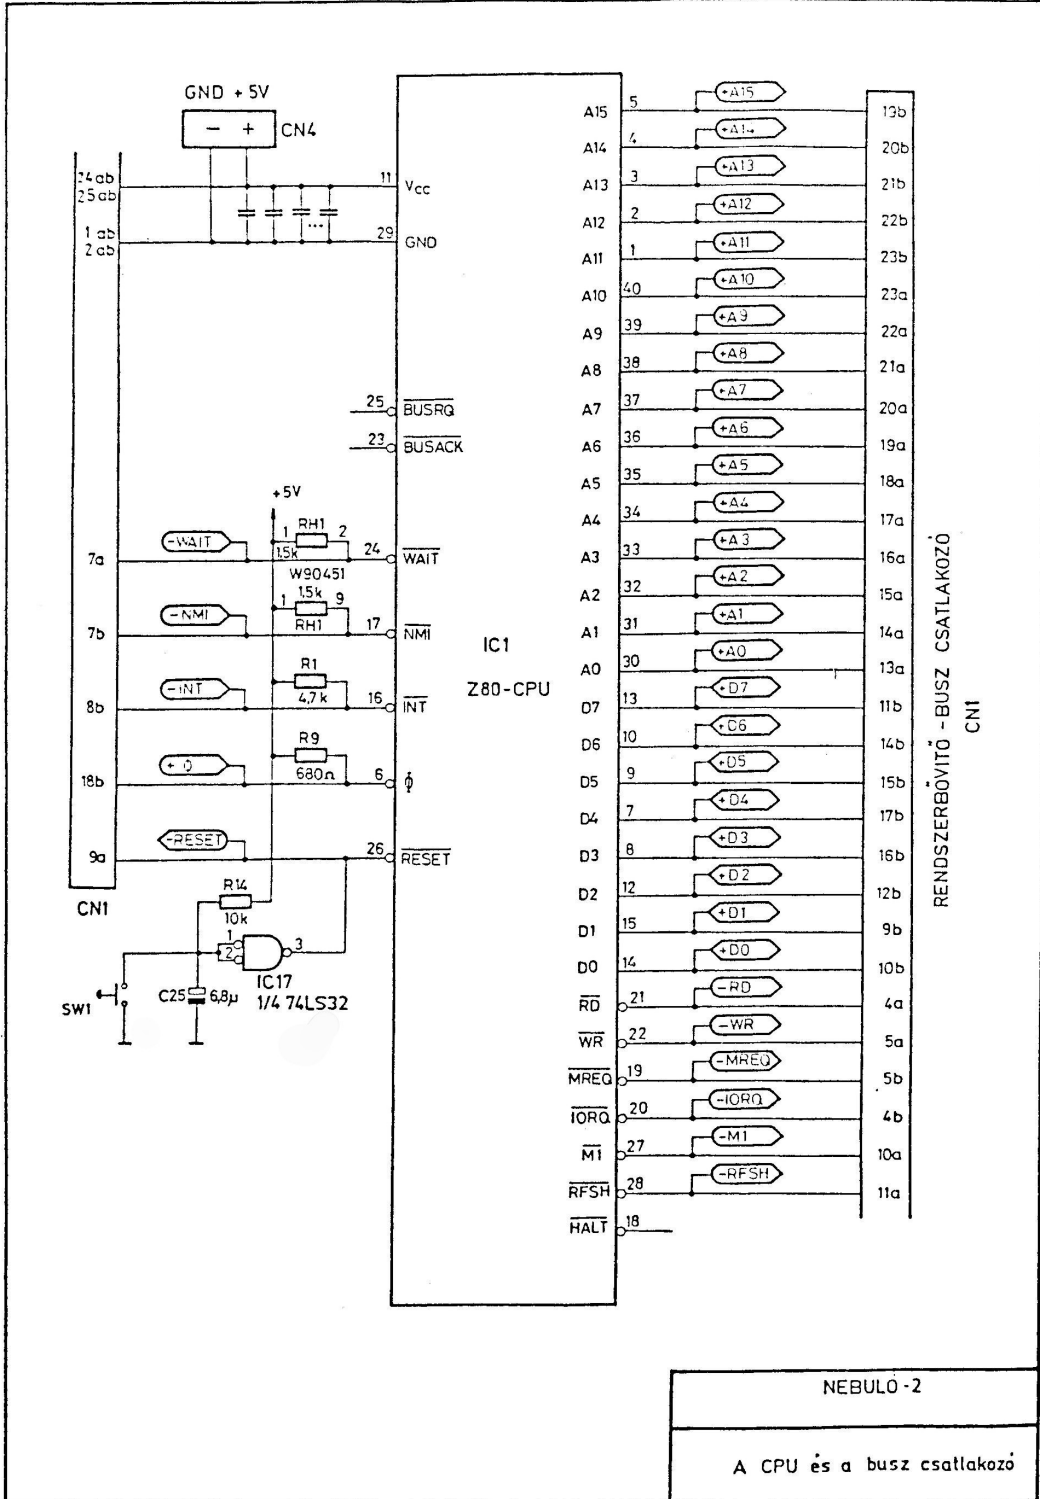 GND + 5V
− + CN4
24ab
25ab
1 ab
2 ab
11 Vcc
29 GND
25 BUSRQ
23 BUSACK
+5V
-WAIT
1 RH1 2
1,5k
7a
24 WAIT
W90451
-NMI
1 1,5k 9
RH1
7b
17 NMI
-INT
R1
4,7k
8b
16 INT
R9
680Ω
18b
6 ϕ
-RESET
9a
26 RESET
CN1
R14
10k
1
2
3
IC17
1/4 74LS32
SW1
C25 6,8µ
IC1
Z80-CPU
A15 5 +A15 19b
A14 4 +A14 20b
A13 3 +A13 21b
A12 2 +A12 22b
A11 1 +A11 23b
A10 40 +A10 23a
A9 39 +A9 22a
A8 38 +A8 21a
A7 37 +A7 20a
A6 36 +A6 19a
A5 35 +A5 18a
A4 34 +A4 17a
A3 33 +A3 16a
A2 32 +A2 15a
A1 31 +A1 14a
A0 30 +A0 13a
D7 13 +D7 11b
D6 10 +D6 14b
D5 9 +D5 15b
D4 7 +D4 17b
D3 8 +D3 16b
D2 12 +D2 12b
D1 15 +D1 9b
D0 14 +D0 10b
RD 21 -RD 4a
WR 22 -WR 5a
MREQ 19 -MREQ 5b
IORQ 20 -IORQ 4b
M1 27 -M1 10a
RFSH 28 -RFSH 11a
HALT 18
RENDSZERBŐVITŐ - BUSZ CSATLAKOZÓ
CN1
NEBULÓ -2
A CPU és a busz csatlakozó